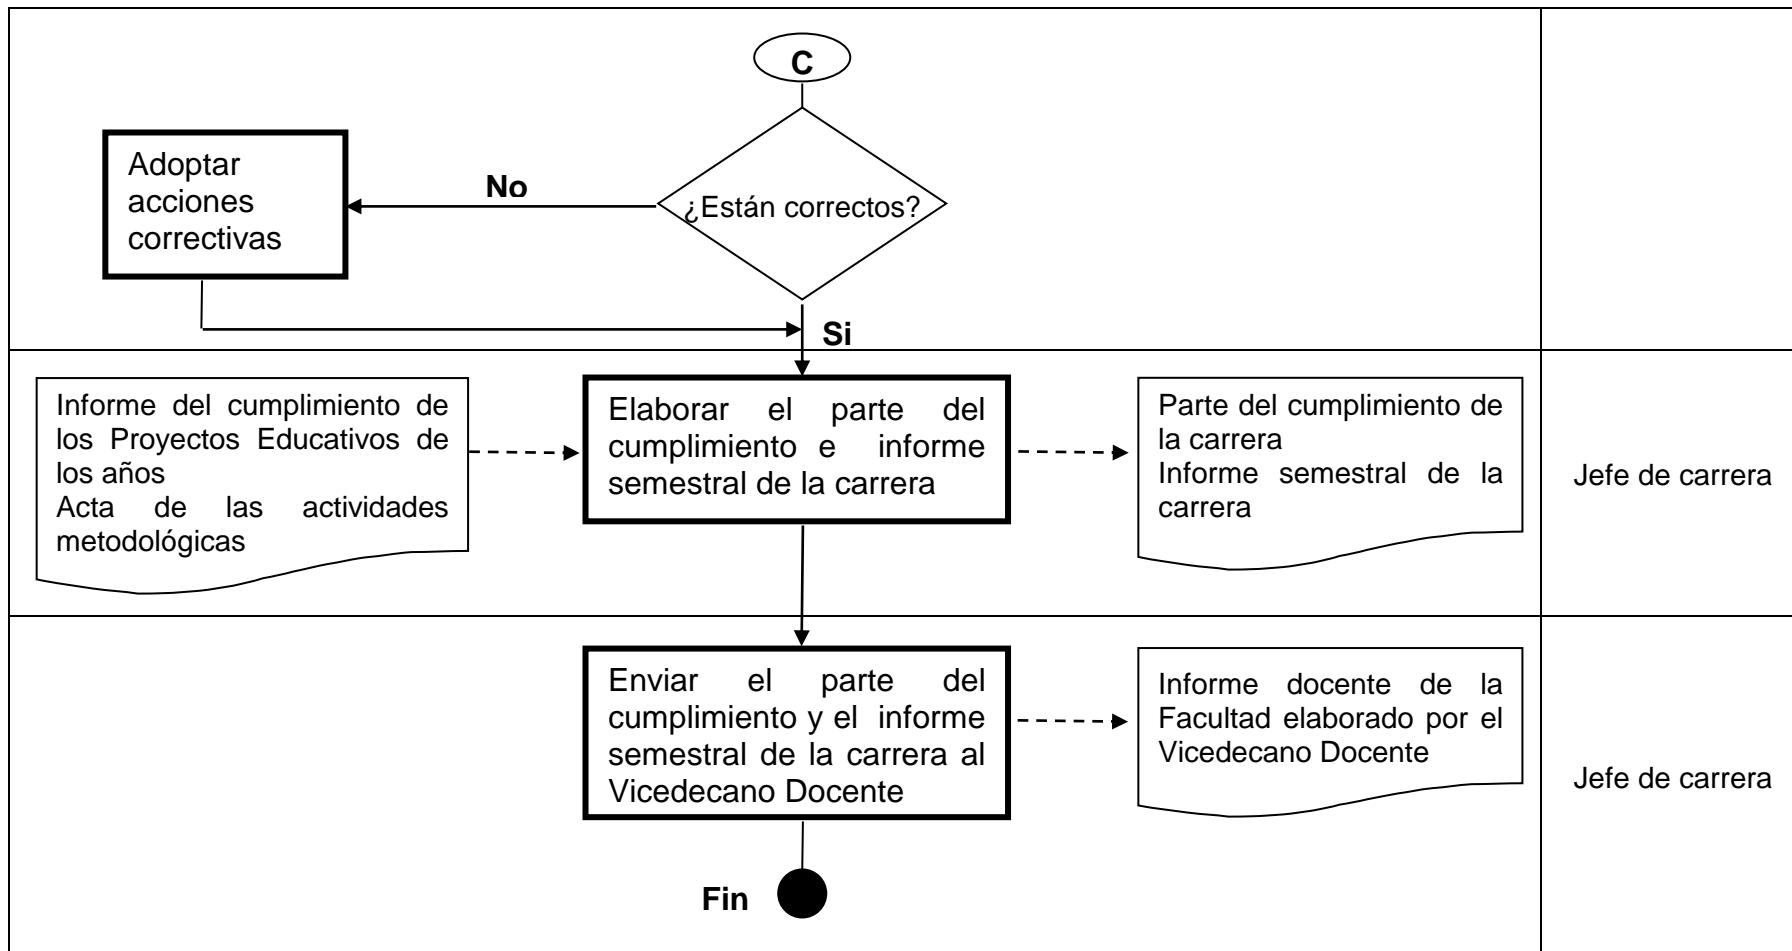 C
Adoptar
acciones
correctivas
No
¿Están correctos?
Si
Informe del cumplimiento de
los Proyectos Educativos de
los años
Acta de las actividades
metodológicas
Elaborar el parte del
cumplimiento e informe
semestral de la carrera
Parte del cumplimiento de
la carrera
Informe semestral de la
carrera
Jefe de carrera
Enviar el parte del
cumplimiento y el informe
semestral de la carrera al
Vicedecano Docente
Informe docente de la
Facultad elaborado por el
Vicedecano Docente
Jefe de carrera
Fin